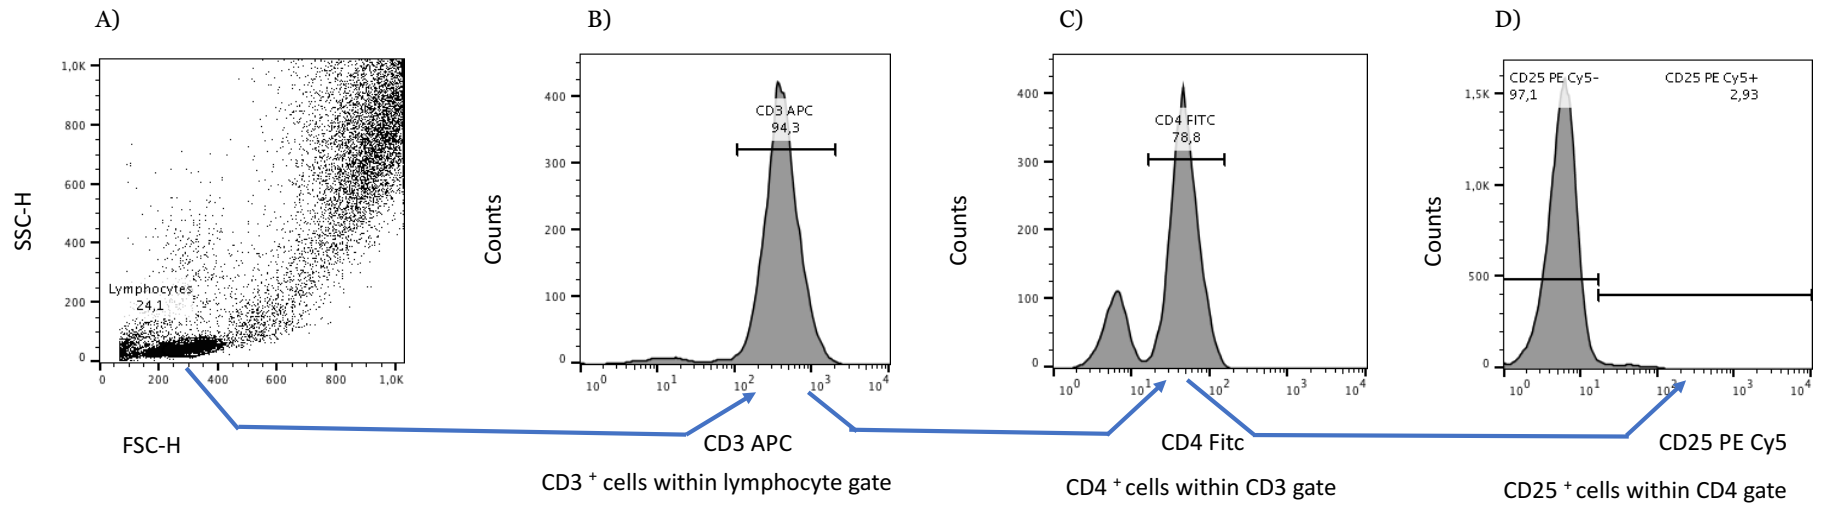 A)
SSC-H
1,0K
800
600
400
200
0
Lymphocytes
24,1
0 200 400 600 800 1,0K
FSC-H
B)
Counts
400
300
200
100
0
CD3 APC
94,3
10^0 10^1 10^2 10^3 10^4
CD3 APC
CD3 + cells within lymphocyte gate
C)
Counts
400
300
200
100
0
CD4 FITC
78,8
10^0 10^1 10^2 10^3 10^4
CD4 Fitc
CD4 + cells within CD3 gate
D)
Counts
1,5K
1,0K
500
0
CD25 PE Cy5-
97,1
CD25 PE Cy5+
2,93
10^0 10^1 10^2 10^3 10^4
CD25 PE Cy5
CD25 + cells within CD4 gate